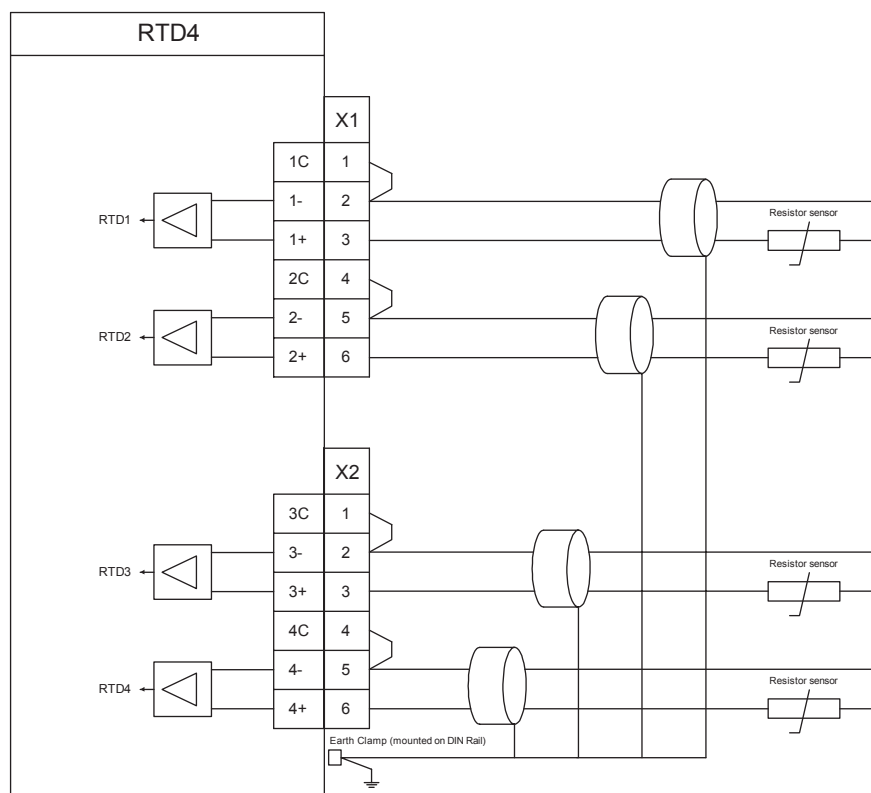 RTD4
X1
1C 1
1- 2
RTD1
Resistor sensor
1+ 3
2C 4
2- 5
RTD2
Resistor sensor
2+ 6
X2
3C 1
3- 2
RTD3
Resistor sensor
3+ 3
4C 4
4- 5
RTD4
Resistor sensor
4+ 6
Earth Clamp (mounted on DIN Rail)